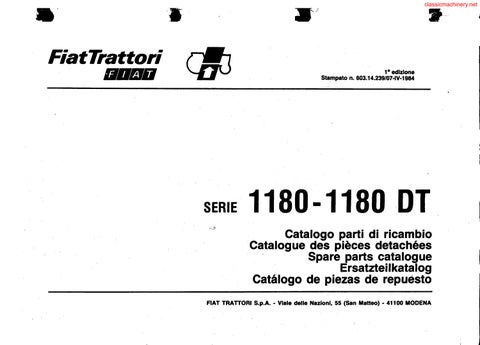 classicmachinery.net
FiatTrattori
FIAT
1ª edizione
Stampato n. 603.14.239/07-IV-1984
SERIE 1180-1180 DT
Catalogo parti di ricambio
Catalogue des pièces detachées
Spare parts catalogue
Ersatzteilkatalog
Catálogo de piezas de repuesto
FIAT TRATTORI S.p.A. - Viale delle Nazioni, 55 (San Matteo) - 41100 MODENA